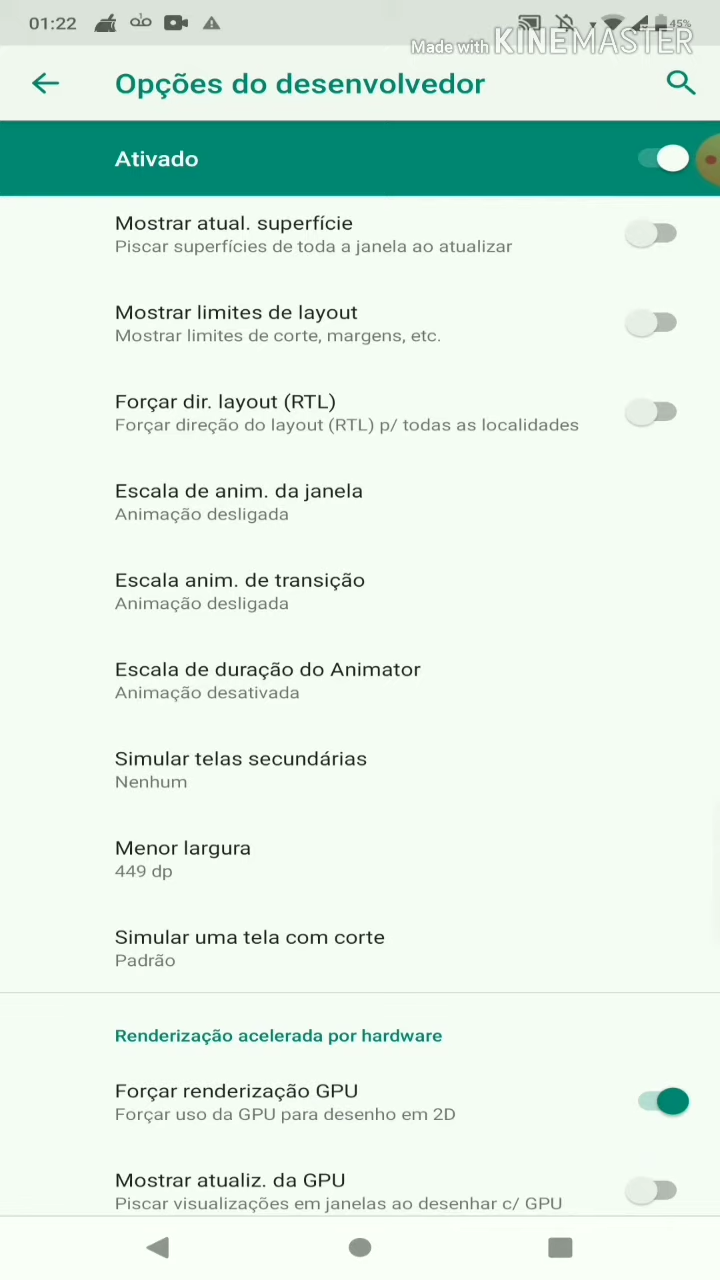 01:22
45%
Made with KINEMASTER
Opções do desenvolvedor
Ativado
Mostrar atual. superfície
Piscar superfícies de toda a janela ao atualizar
Mostrar limites de layout
Mostrar limites de corte, margens, etc.
Forçar dir. layout (RTL)
Forçar direção do layout (RTL) p/ todas as localidades
Escala de anim. da janela
Animação desligada
Escala anim. de transição
Animação desligada
Escala de duração do Animator
Animação desativada
Simular telas secundárias
Nenhum
Menor largura
449 dp
Simular uma tela com corte
Padrão
Renderização acelerada por hardware
Forçar renderização GPU
Forçar uso da GPU para desenho em 2D
Mostrar atualiz. da GPU
Piscar visualizações em janelas ao desenhar c/ GPU